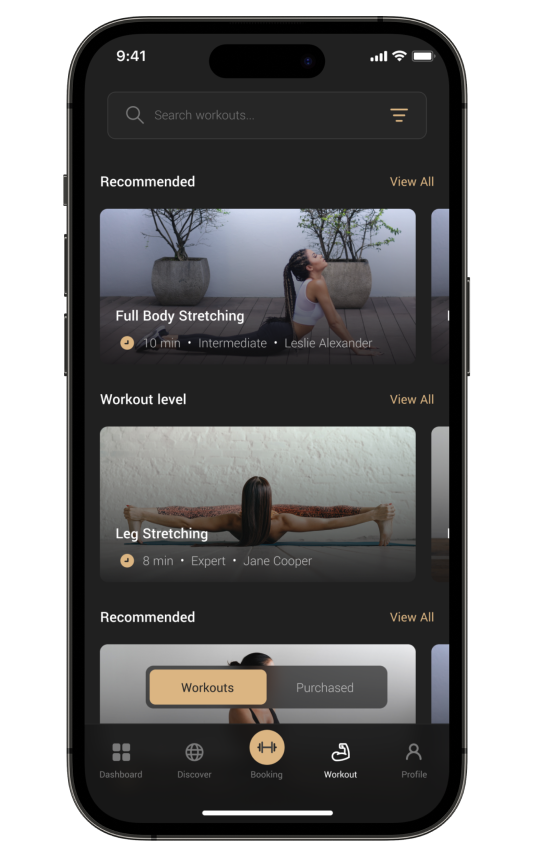 9:41
Search workouts...
Recommended View All
Full Body Stretching
10 min • Intermediate • Leslie Alexander
Workout level View All
Leg Stretching
8 min • Expert • Jane Cooper
Recommended View All
Workouts Purchased
Dashboard Discover Booking Workout Profile